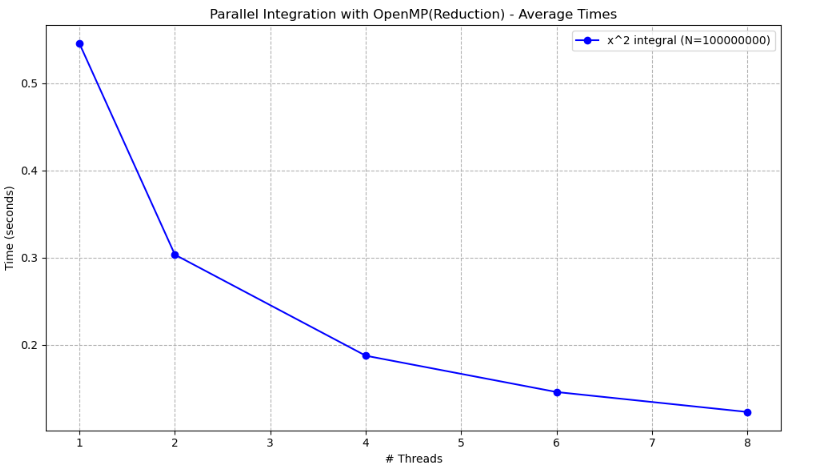 Parallel Integration with OpenMP(Reduction) - Average Times
x^2 integral (N=100000000)
0.5
0.4
0.3
0.2
Time (seconds)
1 2 3 4 5 6 7 8
# Threads